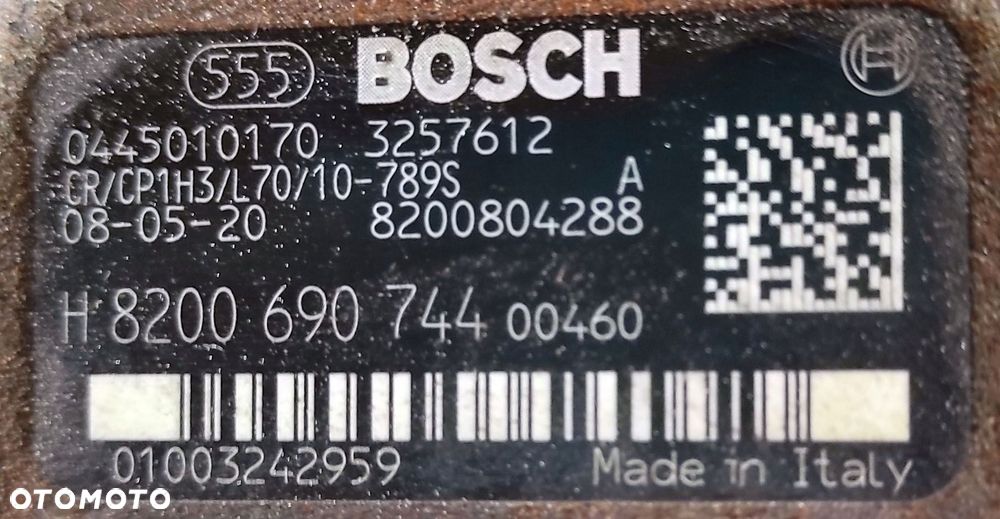 555 BOSCH H
0445010170 3257612
CR/CP1H3/L70/10-789S A
08-05-20 8200804288
H 8200 690 744 00460
01003242959 Made in Italy
OTOMOTO